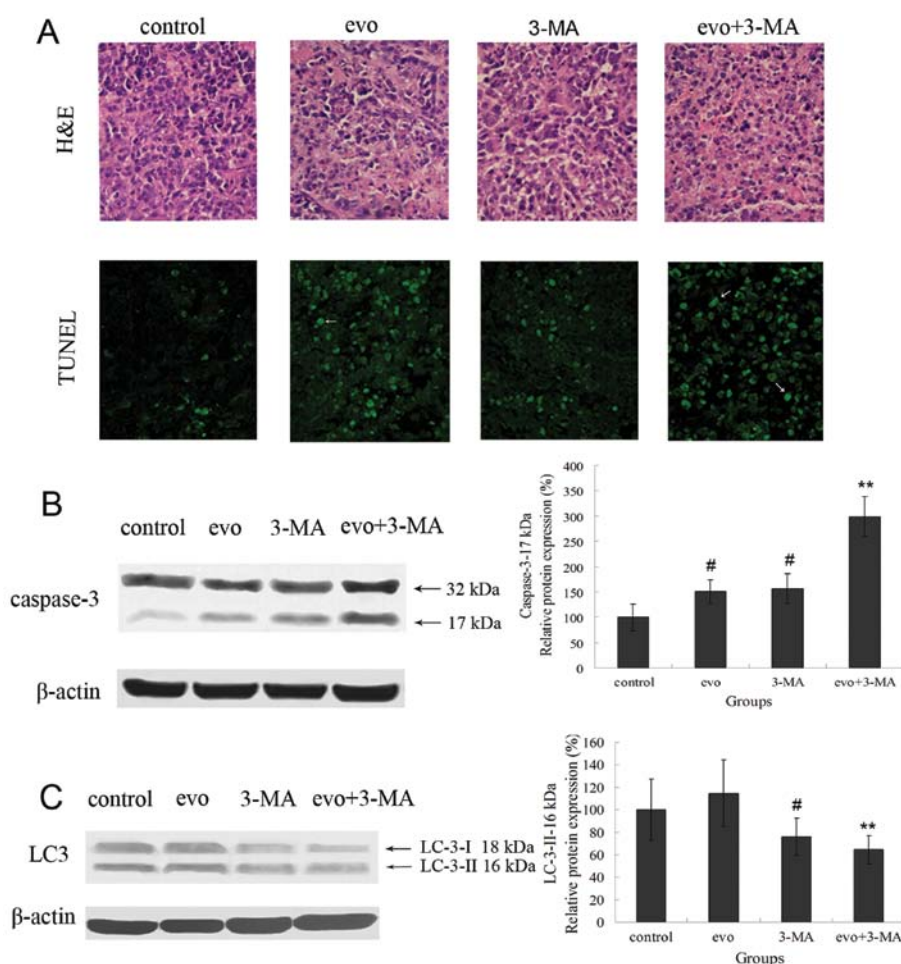 A
control evo 3-MA evo+3-MA
H&E
TUNEL
B
control evo 3-MA evo+3-MA
caspase-3
32 kDa
17 kDa
β-actin
Caspase-3-17 kDa
Relative protein expression (%)
400
350
300
250
200
150
100
50
0
#
#
**
control evo 3-MA evo+3-MA
Groups
C
control evo 3-MA evo+3-MA
LC3
LC-3-I 18 kDa
LC-3-II 16 kDa
β-actin
LC-3-II-16 kDa
Relative protein expression (%)
160
140
120
100
80
60
40
20
0
#
**
control evo 3-MA evo+3-MA
Groups